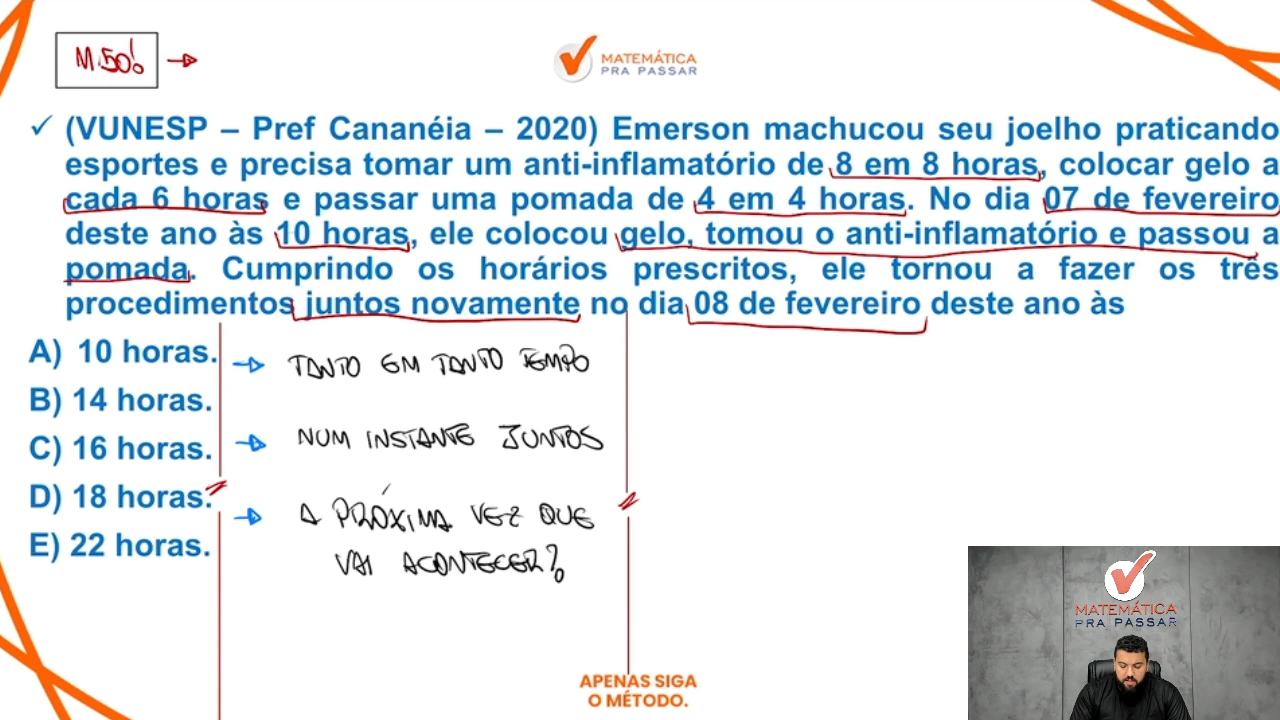 M.50!
MATEMÁTICA
PRA PASSAR
✓ (VUNESP – Pref Cananéia – 2020) Emerson machucou seu joelho praticando
esportes e precisa tomar um anti-inflamatório de 8 em 8 horas, colocar gelo a
cada 6 horas e passar uma pomada de 4 em 4 horas. No dia 07 de fevereiro
deste ano às 10 horas, ele colocou gelo, tomou o anti-inflamatório e passou a
pomada. Cumprindo os horários prescritos, ele tornou a fazer os três
procedimentos juntos novamente no dia 08 de fevereiro deste ano às
A) 10 horas.
B) 14 horas.
C) 16 horas.
D) 18 horas.
E) 22 horas.
TANTO EM TANTO TEMPO
NUM INSTANTE JUNTOS
A PRÓXIMA VEZ QUE
VAI ACONTECER?
MATEMÁTICA
PRA PASSAR
APENAS SIGA
O MÉTODO.